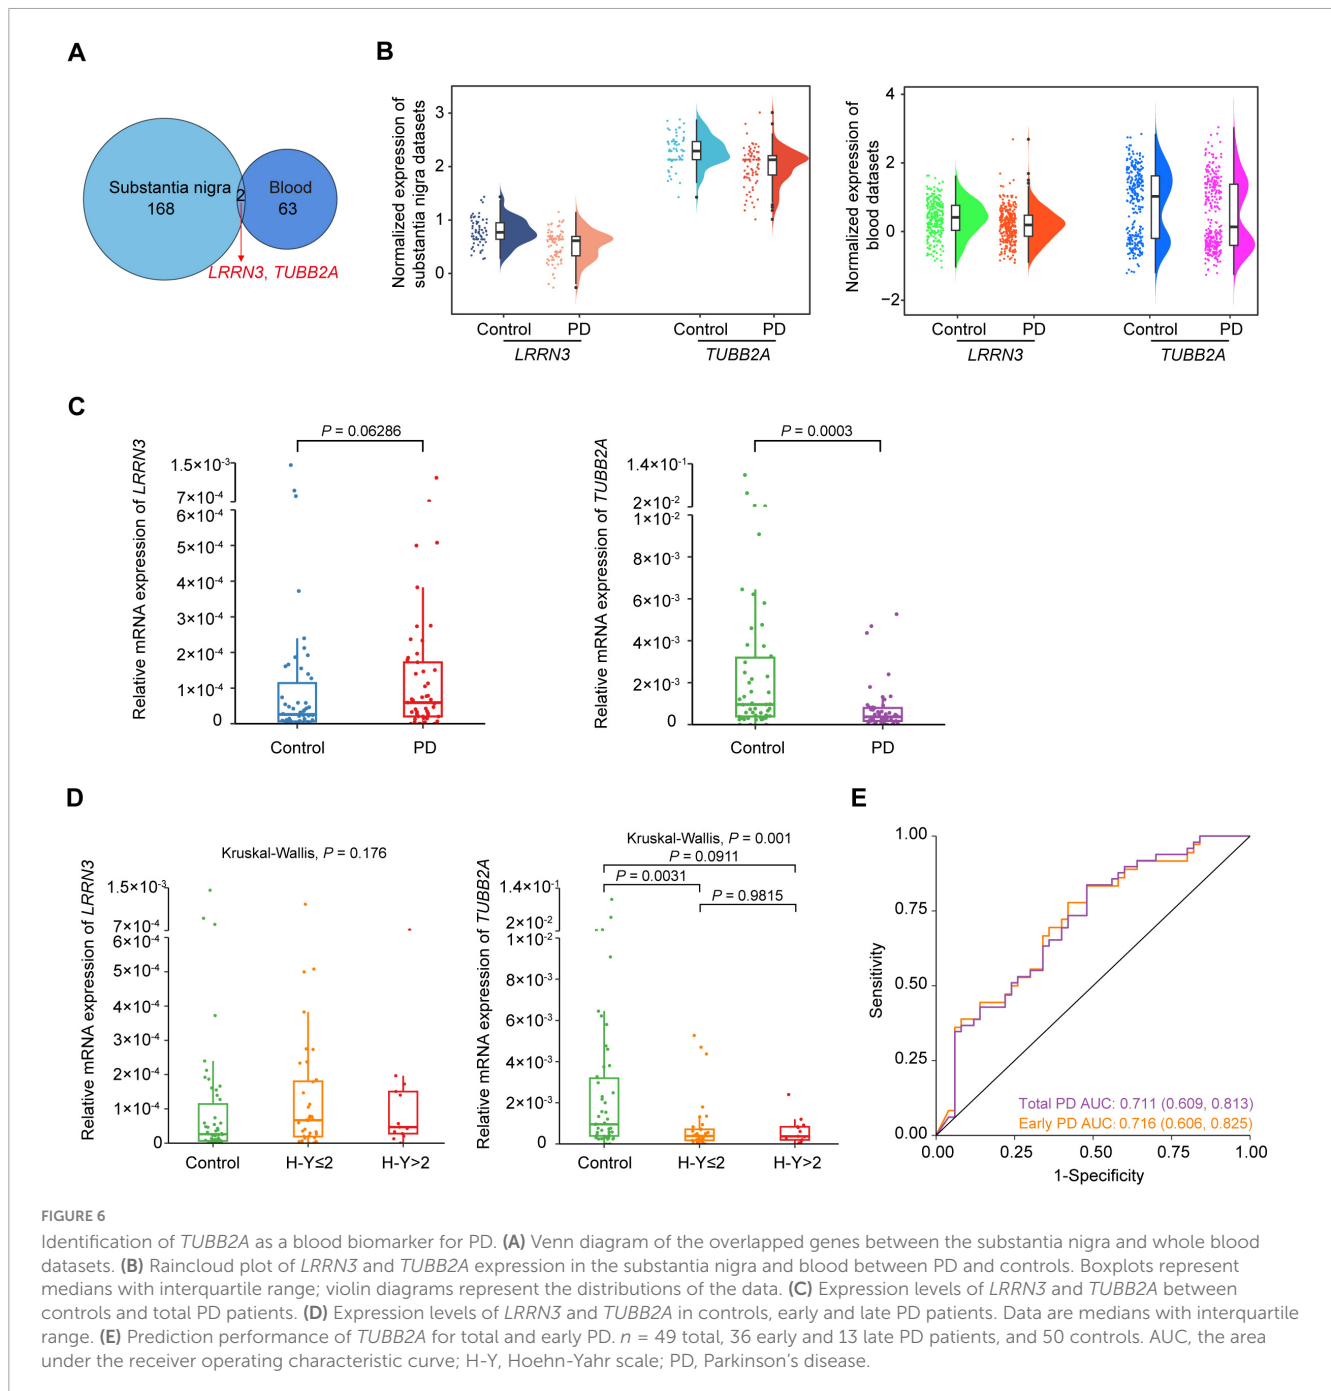 A
Substantia nigra
168
2
Blood
63
LRRN3, TUBB2A
B
Normalized expression of
substantia nigra datasets
3
2
1
0
Control
PD
Control
PD
LRRN3
TUBB2A
Normalized expression of
blood datasets
4
2
0
−2
Control
PD
Control
PD
LRRN3
TUBB2A
C
Relative mRNA expression of LRRN3
P = 0.06286
1.5×10⁻³
7×10⁻⁴
6×10⁻⁴
5×10⁻⁴
4×10⁻⁴
3×10⁻⁴
2×10⁻⁴
1×10⁻⁴
0
Control
PD
Relative mRNA expression of TUBB2A
P = 0.0003
1.4×10⁻¹
2×10⁻²
1×10⁻²
8×10⁻³
6×10⁻³
4×10⁻³
2×10⁻³
0
Control
PD
D
Relative mRNA expression of LRRN3
Kruskal-Wallis, P = 0.176
1.5×10⁻³
7×10⁻⁴
6×10⁻⁴
5×10⁻⁴
4×10⁻⁴
3×10⁻⁴
2×10⁻⁴
1×10⁻⁴
0
Control
H-Y≤2
H-Y>2
Relative mRNA expression of TUBB2A
Kruskal-Wallis, P = 0.001
P = 0.0911
P = 0.0031
P = 0.9815
1.4×10⁻¹
2×10⁻²
1×10⁻²
8×10⁻³
6×10⁻³
4×10⁻³
2×10⁻³
0
Control
H-Y≤2
H-Y>2
E
Sensitivity
1.00
0.75
0.50
0.25
0.00
Total PD AUC: 0.711 (0.609, 0.813)
Early PD AUC: 0.716 (0.606, 0.825)
0.00
0.25
0.50
0.75
1.00
1-Specificity
FIGURE 6
Identification of TUBB2A as a blood biomarker for PD. (A) Venn diagram of the overlapped genes between the substantia nigra and whole blood
datasets. (B) Raincloud plot of LRRN3 and TUBB2A expression in the substantia nigra and blood between PD and controls. Boxplots represent
medians with interquartile range; violin diagrams represent the distributions of the data. (C) Expression levels of LRRN3 and TUBB2A between
controls and total PD patients. (D) Expression levels of LRRN3 and TUBB2A in controls, early and late PD patients. Data are medians with interquartile
range. (E) Prediction performance of TUBB2A for total and early PD. n = 49 total, 36 early and 13 late PD patients, and 50 controls. AUC, the area
under the receiver operating characteristic curve; H-Y, Hoehn-Yahr scale; PD, Parkinson's disease.